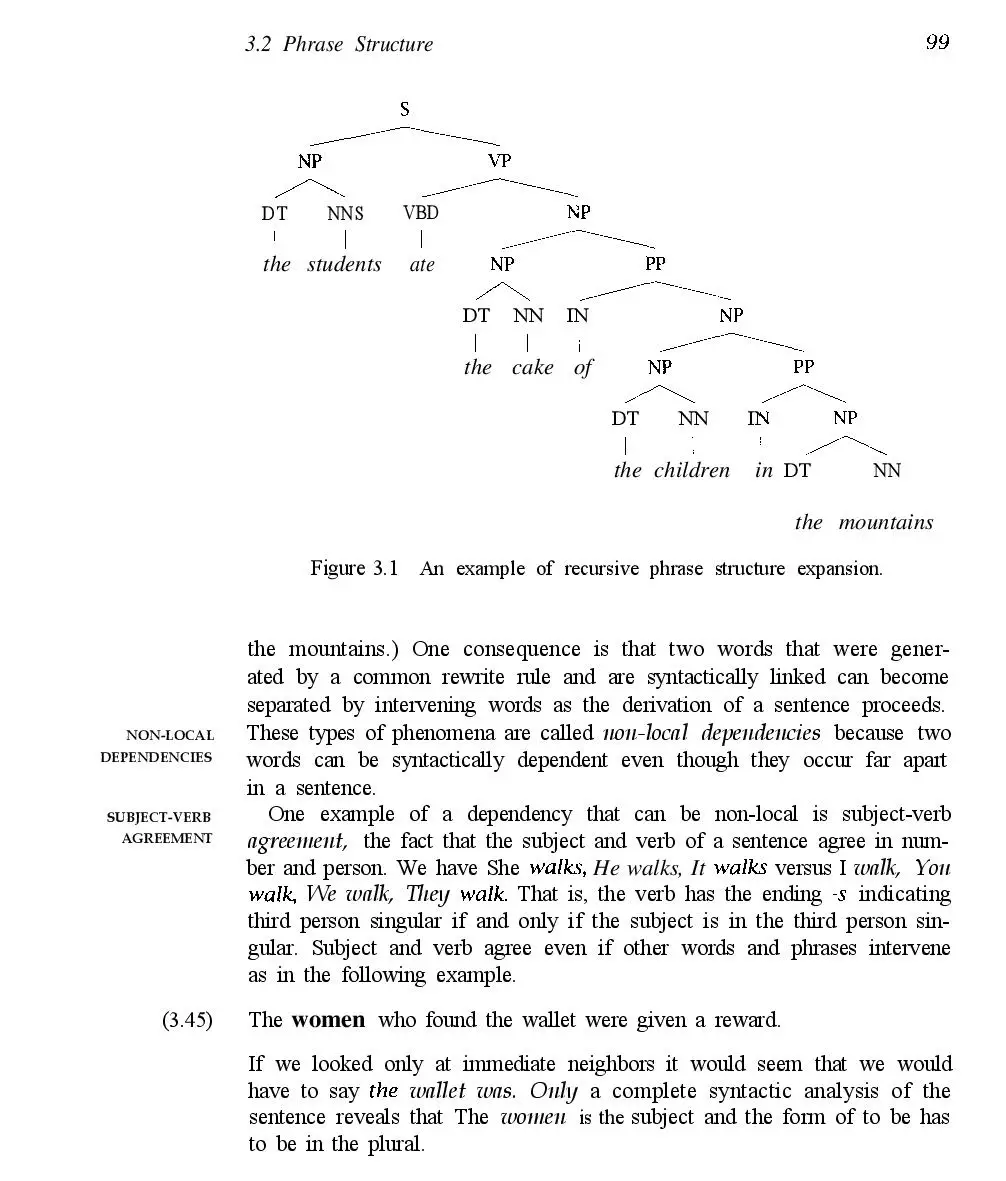 3.2 Phrase Structure 99
S
NP VP
DT NNS VBD NP
the students ate NP PP
DT NN IN NP
the cake of NP PP
DT NN IN NP
the children in DT NN
the mountains
Figure 3.1 An example of recursive phrase structure expansion.
the mountains.) One consequence is that two words that were gener-
ated by a common rewrite rule and are syntactically linked can become
separated by intervening words as the derivation of a sentence proceeds.
NON-LOCAL These types of phenomena are called non-local dependencies because two
DEPENDENCIES words can be syntactically dependent even though they occur far apart
in a sentence.
SUBJECT-VERB One example of a dependency that can be non-local is subject-verb
AGREEMENT agreement, the fact that the subject and verb of a sentence agree in num-
ber and person. We have She walks, He walks, It walks versus I walk, You
walk, We walk, They walk. That is, the verb has the ending -s indicating
third person singular if and only if the subject is in the third person sin-
gular. Subject and verb agree even if other words and phrases intervene
as in the following example.
(3.45) The women who found the wallet were given a reward.
If we looked only at immediate neighbors it would seem that we would
have to say the wallet was. Only a complete syntactic analysis of the
sentence reveals that The women is the subject and the form of to be has
to be in the plural.